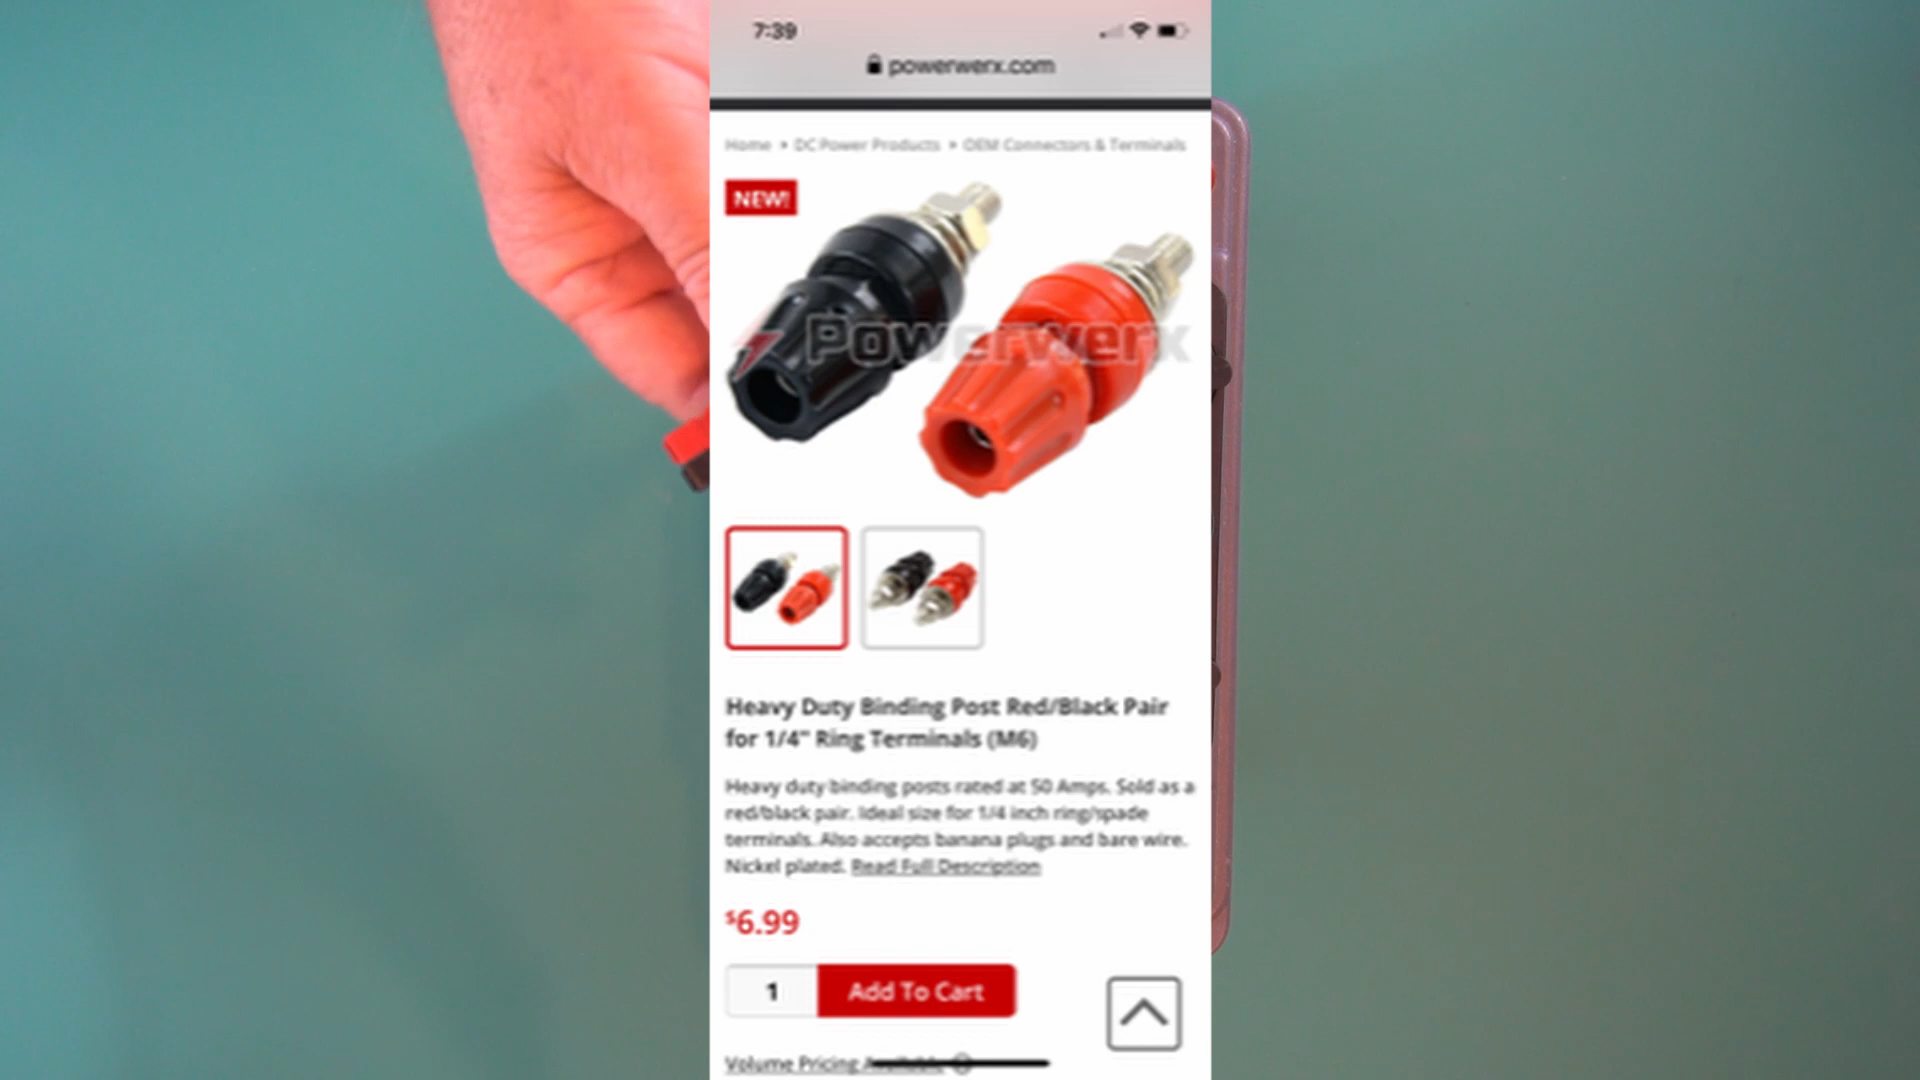 7:39
powerwerx.com
Home ▸ DC Power Products ▸ OEM Connectors & Terminals
NEW!
Powerwerx
Heavy Duty Binding Post Red/Black Pair
for 1/4" Ring Terminals (M6)
Heavy duty binding posts rated at 50 Amps. Sold as a
red/black pair. Ideal size for 1/4 inch ring/spade
terminals. Also accepts banana plugs and bare wire.
Nickel plated. Read Full Description
$6.99
1 Add To Cart
Volume Pricing